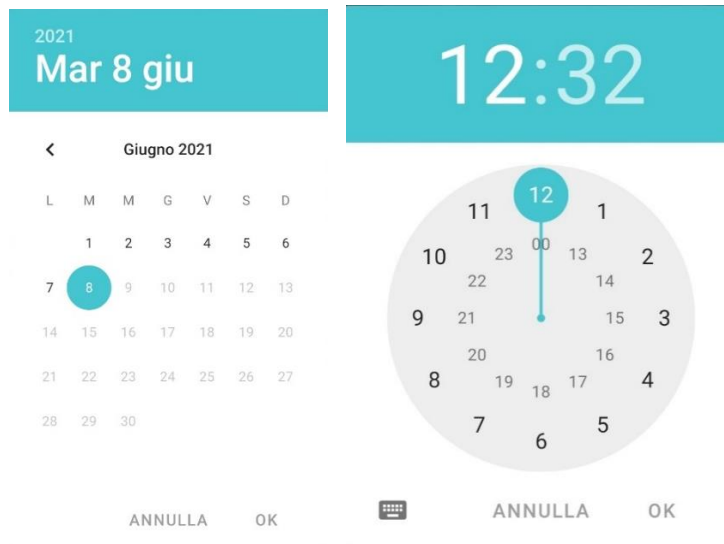 2021
Mar 8 giu
Giugno 2021
L M M G V S D
1 2 3 4 5 6
7 8 9 10 11 12 13
14 15 16 17 18 19 20
21 22 23 24 25 26 27
28 29 30
ANNULLA OK
12:32
12
11 1
00
23 13
10 2
22 14
9 21 15 3
20 16
8 4
19 17
18
7 5
6
ANNULLA OK